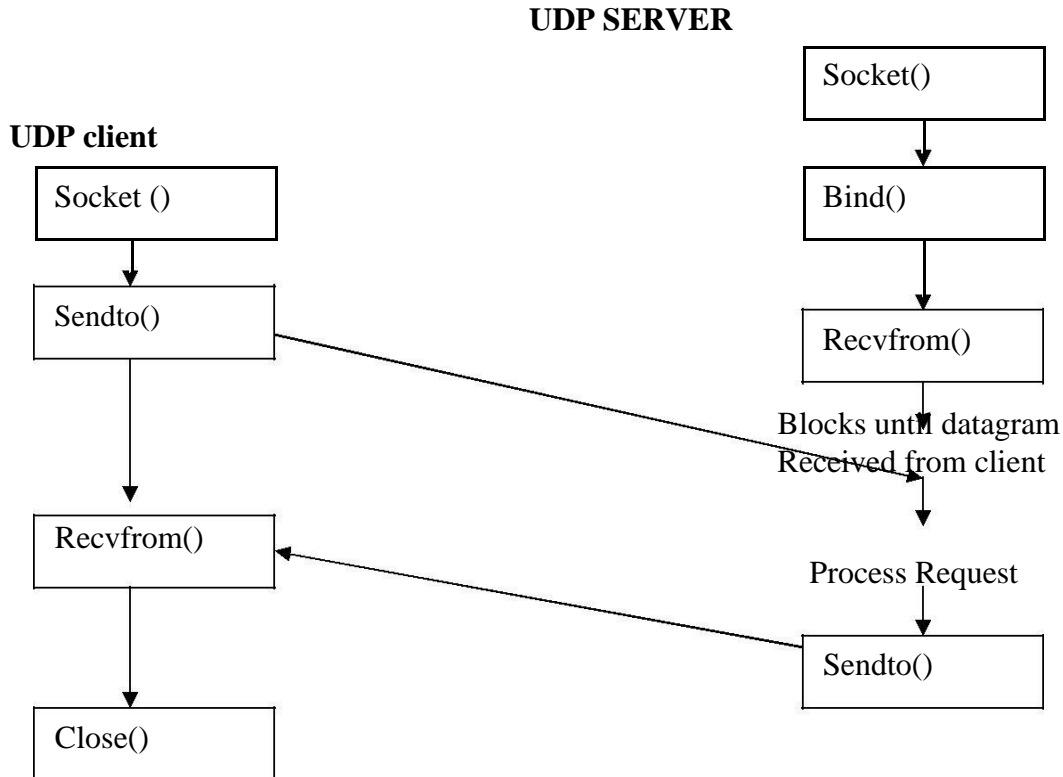 UDP SERVER
Socket()
UDP client
Socket ()
Bind()
Sendto()
Recvfrom()
Blocks until datagram
Received from client
Recvfrom()
Process Request
Sendto()
Close()